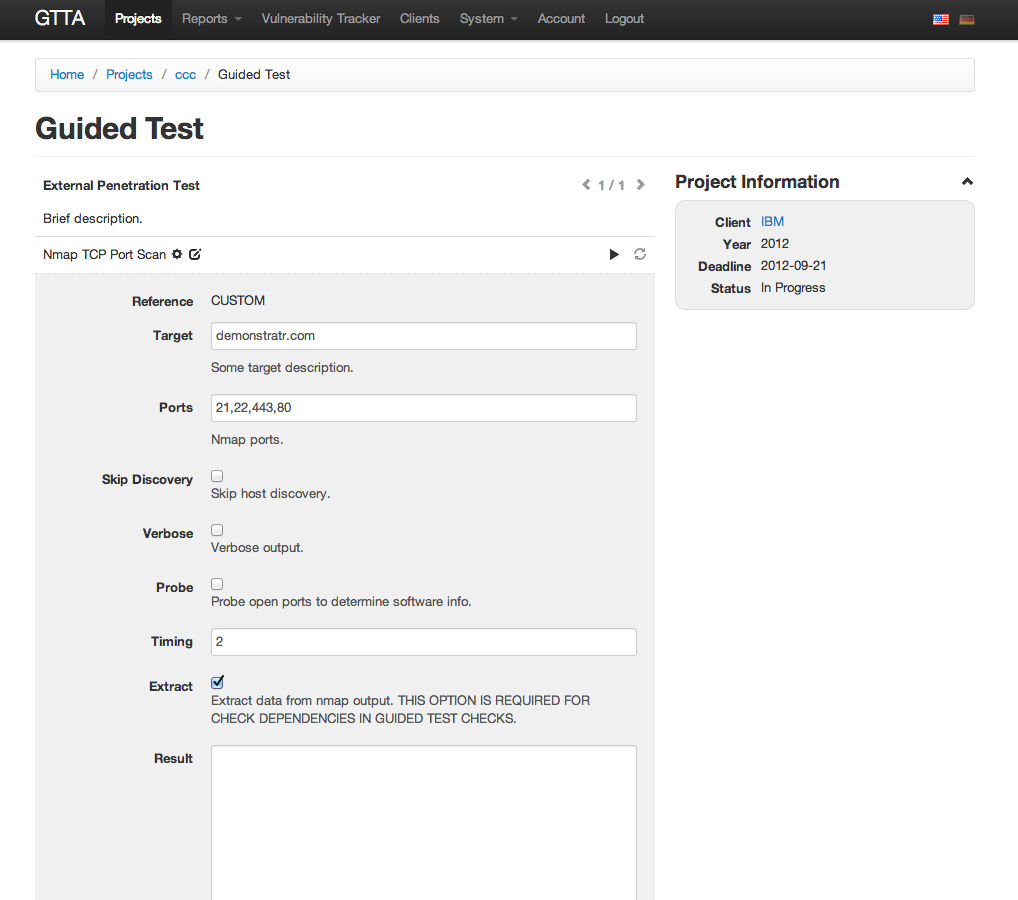 GTTA Projects Reports Vulnerability Tracker Clients System Account Logout
Home / Projects / ccc / Guided Test
Guided Test
External Penetration Test 1 / 1
Brief description.
Nmap TCP Port Scan
Reference CUSTOM
Target demonstratr.com
Some target description.
Ports 21,22,443,80
Nmap ports.
Skip Discovery
Skip host discovery.
Verbose
Verbose output.
Probe
Probe open ports to determine software info.
Timing 2
Extract
Extract data from nmap output. THIS OPTION IS REQUIRED FOR
CHECK DEPENDENCIES IN GUIDED TEST CHECKS.
Result
Project Information
Client IBM
Year 2012
Deadline 2012-09-21
Status In Progress